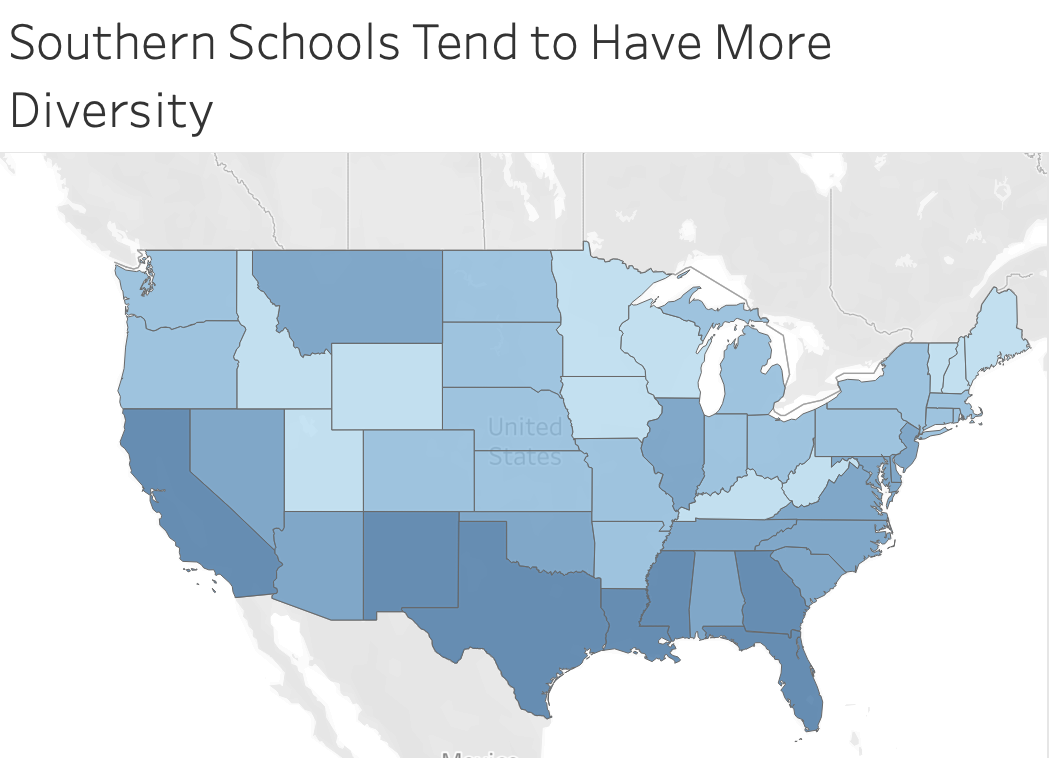 Southern Schools Tend to Have More
Diversity
United
States